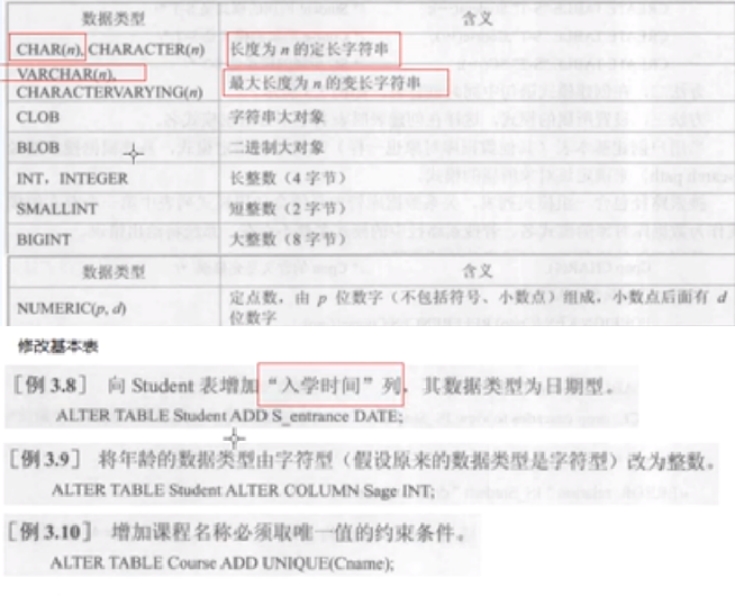 数据类型 含义
CHAR(n), CHARACTER(n) 长度为 n 的定长字符串
VARCHAR(n),
CHARACTERVARYING(n) 最大长度为 n 的变长字符串
CLOB 字符串大对象
BLOB 二进制大对象
INT，INTEGER 长整数（4 字节）
SMALLINT 短整数（2 字节）
BIGINT 大整数（8 字节）
数据类型 含义
NUMERIC(p, d) 定点数，由 p 位数字（不包括符号、小数点）组成，小数点后面有 d
位数字
修改基本表
[例 3.8] 向 Student 表增加“入学时间”列，其数据类型为日期型。
ALTER TABLE Student ADD S_entrance DATE;
[例 3.9] 将年龄的数据类型由字符型（假设原来的数据类型是字符型）改为整数。
ALTER TABLE Student ALTER COLUMN Sage INT;
[例 3.10] 增加课程名称必须取唯一值的约束条件。
ALTER TABLE Course ADD UNIQUE(Cname);